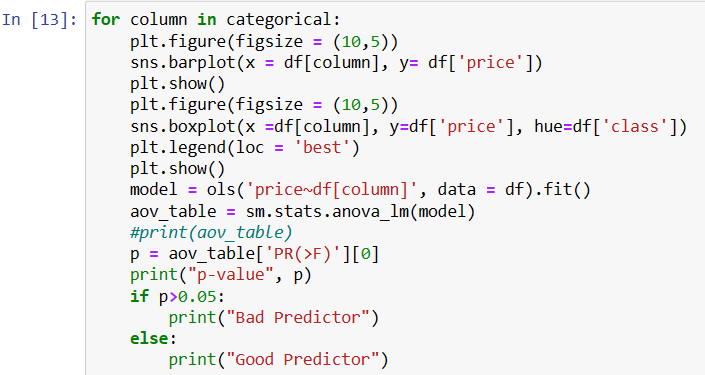 In [13]: for column in categorical:
    plt.figure(figsize = (10,5))
    sns.barplot(x = df[column], y= df['price'])
    plt.show()
    plt.figure(figsize = (10,5))
    sns.boxplot(x =df[column], y=df['price'], hue=df['class'])
    plt.legend(loc = 'best')
    plt.show()
    model = ols('price~df[column]', data = df).fit()
    aov_table = sm.stats.anova_lm(model)
    #print(aov_table)
    p = aov_table['PR(>F)'][0]
    print("p-value", p)
    if p>0.05:
        print("Bad Predictor")
    else:
        print("Good Predictor")